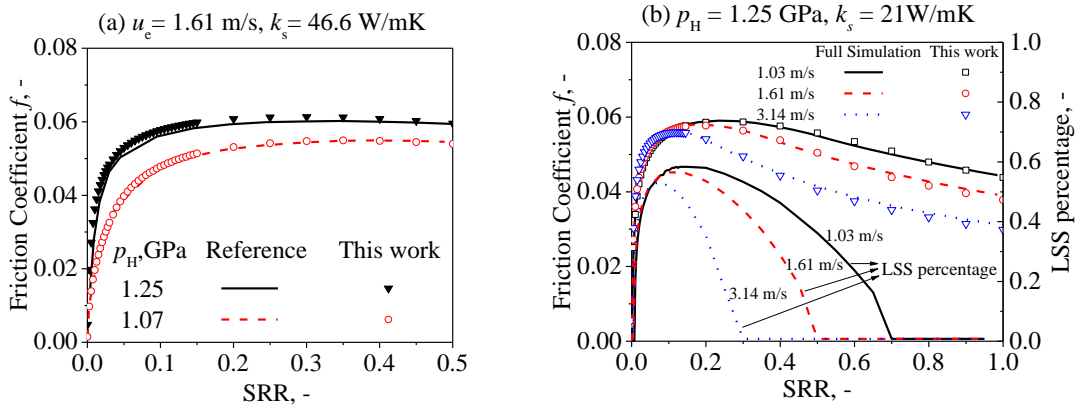 (a) uₑ = 1.61 m/s, kₛ = 46.6 W/mK
Friction Coefficient f, -
0.08
0.06
0.04
0.02
0.00
p_H,GPa Reference This work
1.25
1.07
0.0 0.1 0.2 0.3 0.4 0.5
SRR, -
(b) p_H = 1.25 GPa, kₛ = 21W/mK
Friction Coefficient f, -
0.08
0.06
0.04
0.02
0.00
Full Simulation This work
1.03 m/s
1.61 m/s
3.14 m/s
1.03 m/s
1.61 m/s
LSS percentage
3.14 m/s
1.0
0.8
0.6
0.4
0.2
0.0
LSS percentage, -
0.0 0.2 0.4 0.6 0.8 1.0
SRR, -